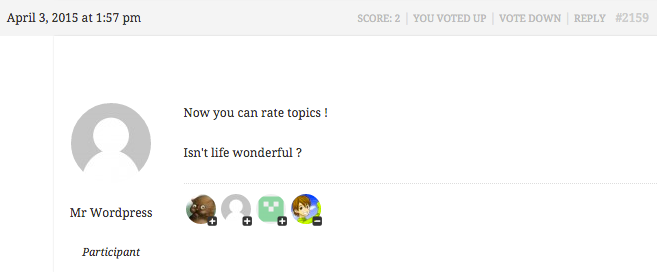 April 3, 2015 at 1:57 pm
SCORE: 2 | YOU VOTED UP | VOTE DOWN | REPLY #2159
Now you can rate topics !
Isn't life wonderful ?
Mr Wordpress
Participant